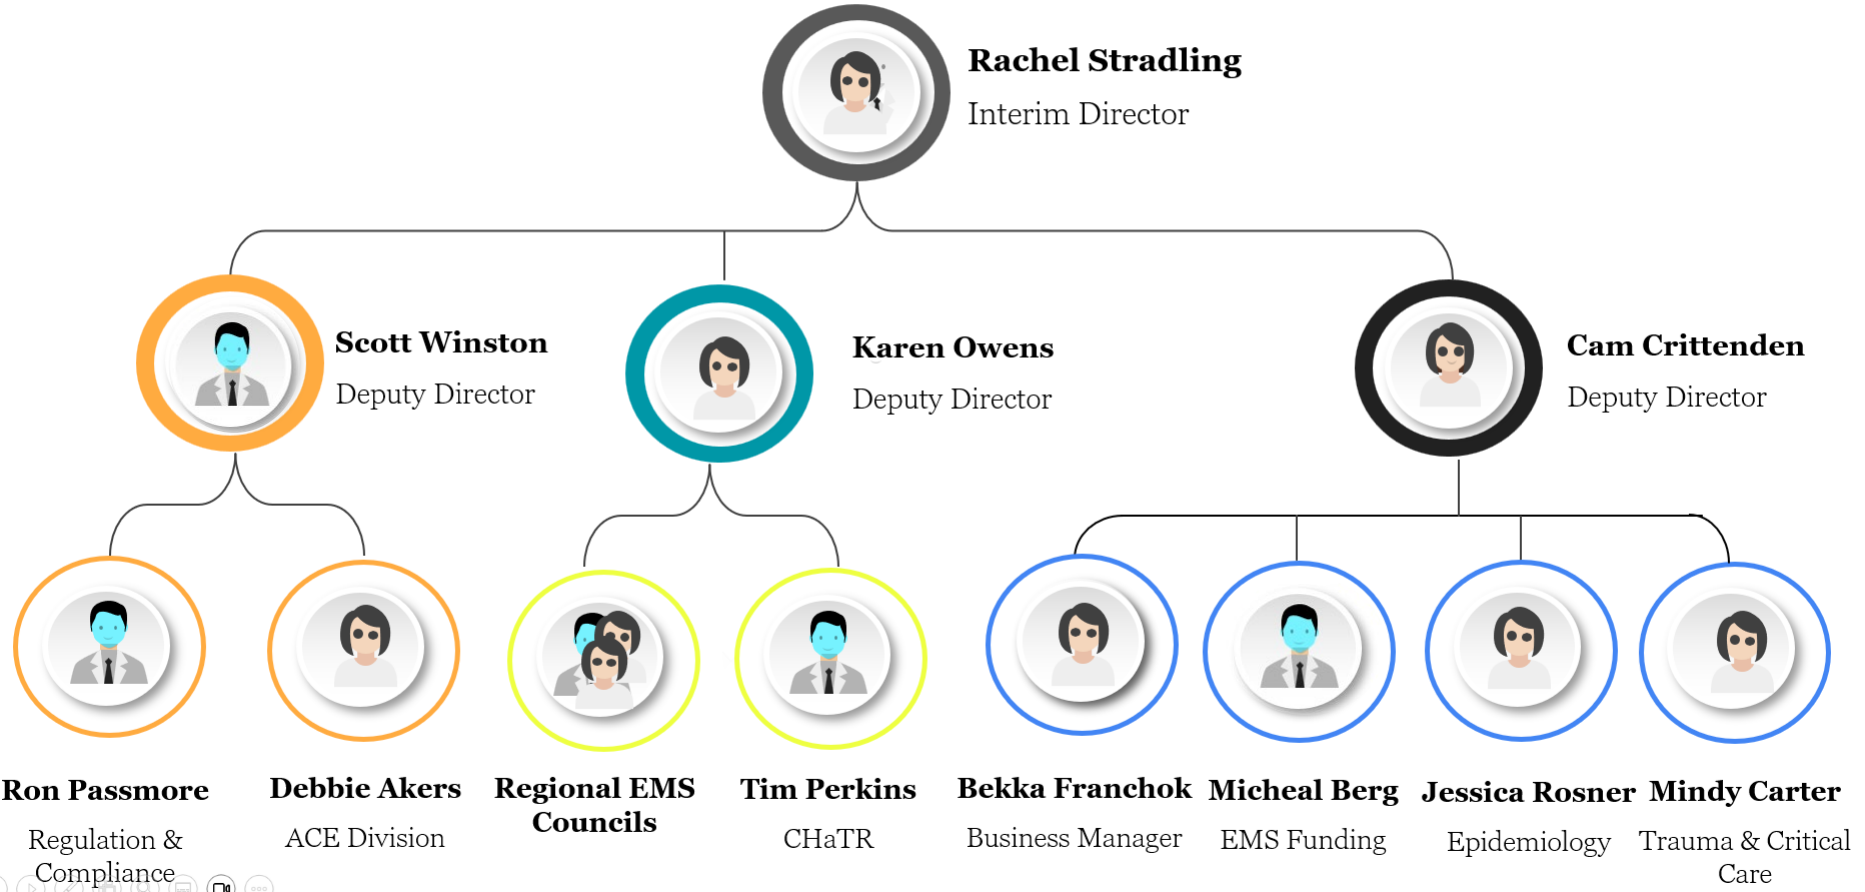 Rachel Stradling
Interim Director
Scott Winston
Deputy Director
Karen Owens
Deputy Director
Cam Crittenden
Deputy Director
Ron Passmore
Regulation &
Compliance
Debbie Akers
ACE Division
Regional EMS
Councils
Tim Perkins
CHaTR
Bekka Franchok
Business Manager
Micheal Berg
EMS Funding
Jessica Rosner
Epidemiology
Mindy Carter
Trauma & Critical
Care